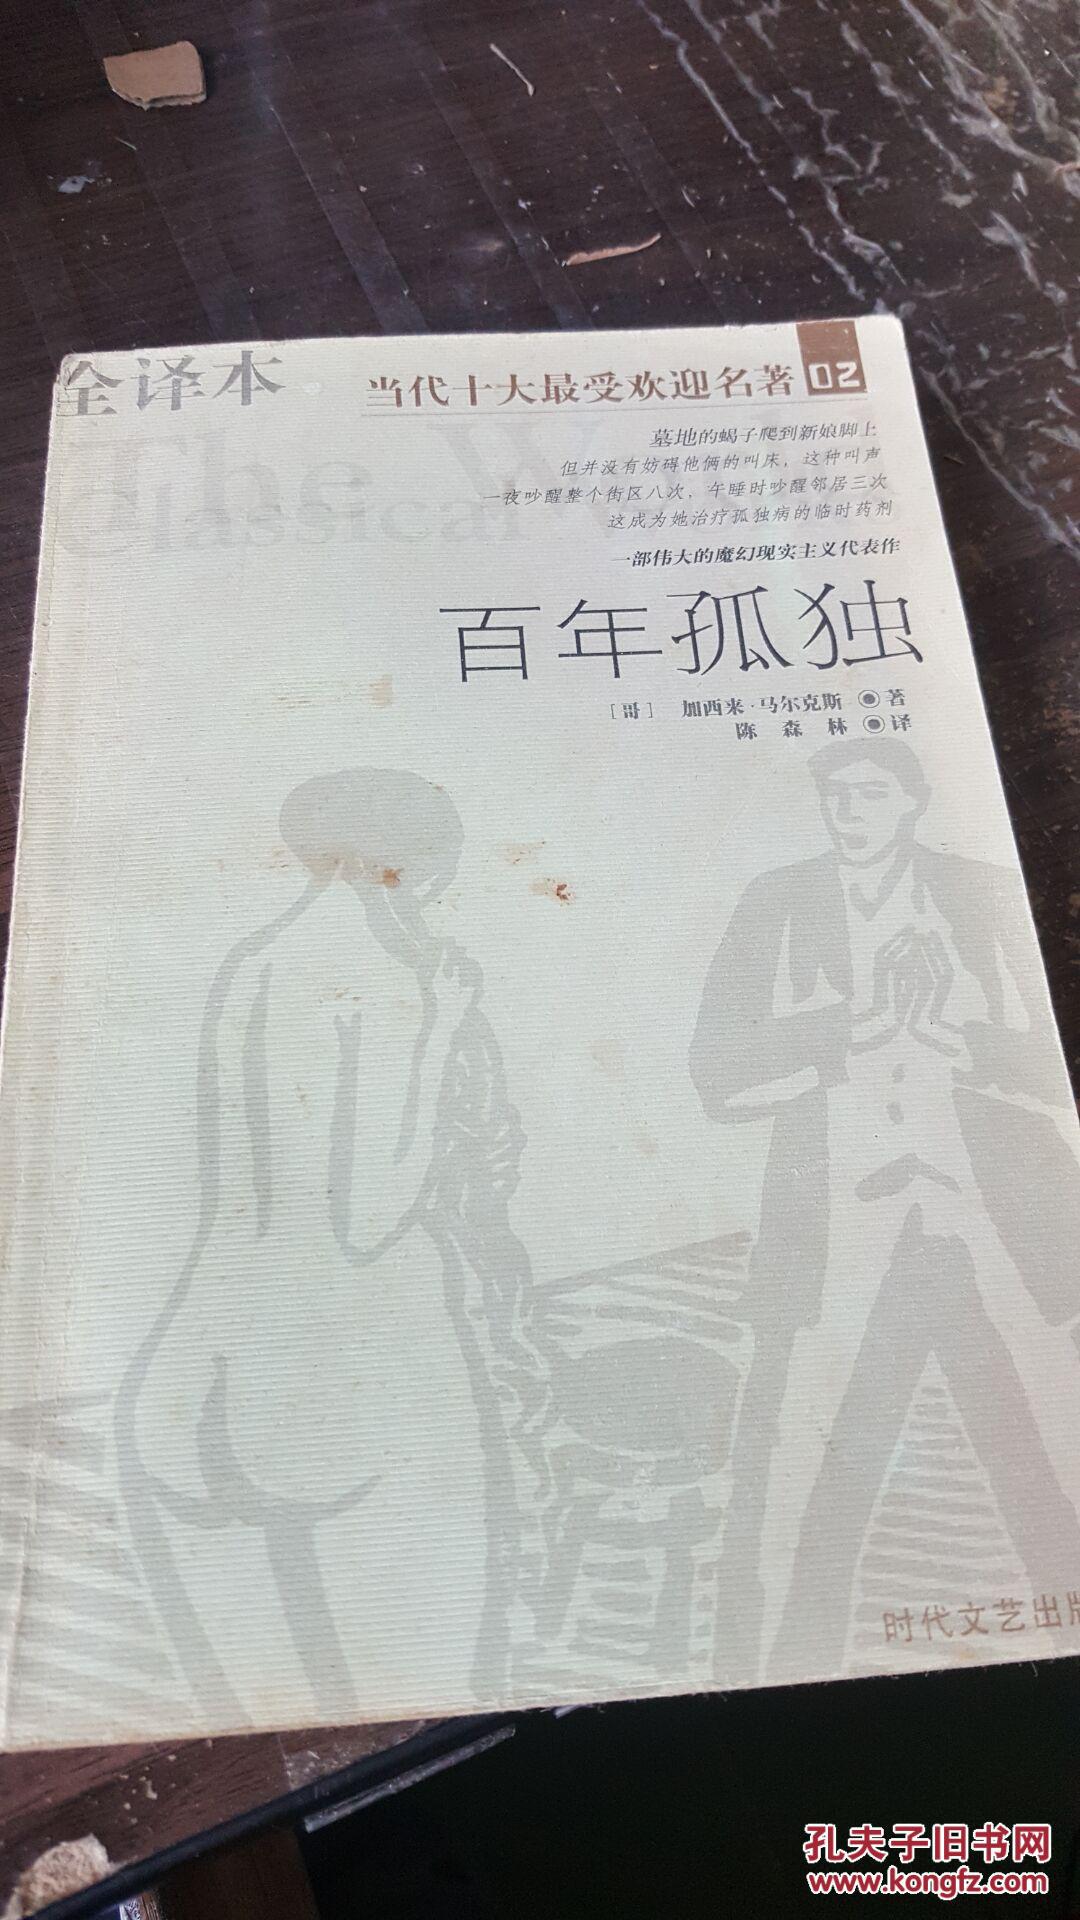 全译本
当代十大最受欢迎名著 02
墓地的蝎子爬到新娘脚上
但并没有妨碍他俩的叫床，这种叫声
一夜吵醒整个街区八次，午睡时吵醒邻居三次
这成为她治疗孤独病的临时药剂
一部伟大的魔幻现实主义代表作
百年孤独
［哥］ 加西来·马尔克斯 ◉ 著
陈森林 ◉ 译
时代文艺出版
孔夫子旧书网
www.kongfz.com